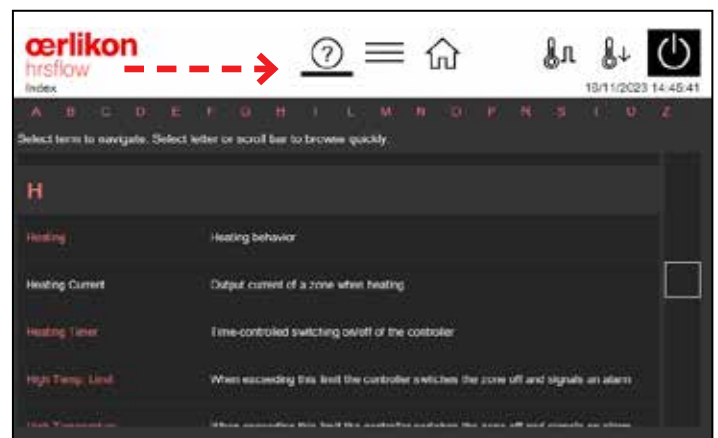 œrlikon
hrsflow
Index
?
16/11/2023 14:45:41
A B C D E F G H I L M N O P R S T U Z
Select term to navigate. Select letter or scroll bar to browse quickly.
H
Heating Heating behavior
Heating Current Output current of a zone when heating
Heating Timer Time-controlled switching on/off of the controller
High Temp. Limit When exceeding this limit the controller switches the zone off and signals an alarm